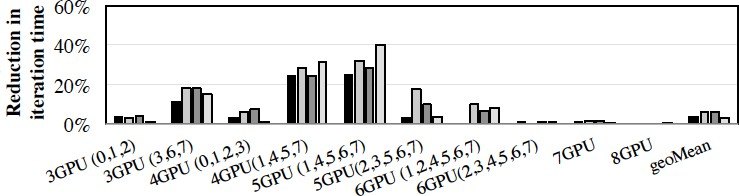 Reduction in
iteration time
60%
40%
20%
0%
3GPU (0,1,2)
3GPU (3,6,7)
4GPU (0,1,2,3)
4GPU(1,4,5,7)
5GPU (1,4,5,6,7)
5GPU(2,3,5,6,7)
6GPU (1,2,4,5,6,7)
6GPU(2,3,4,5,6,7)
7GPU
8GPU
geoMean